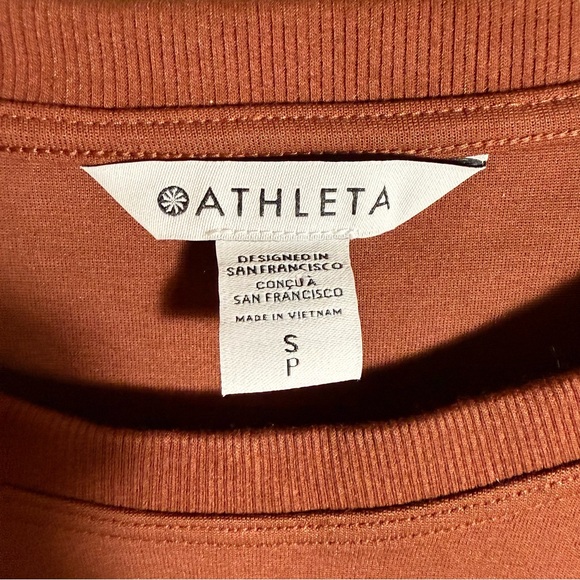 ATHLETA
DESIGNED IN
SAN FRANCISCO
CONÇU À
SAN FRANCISCO
MADE IN VIETNAM
S
P